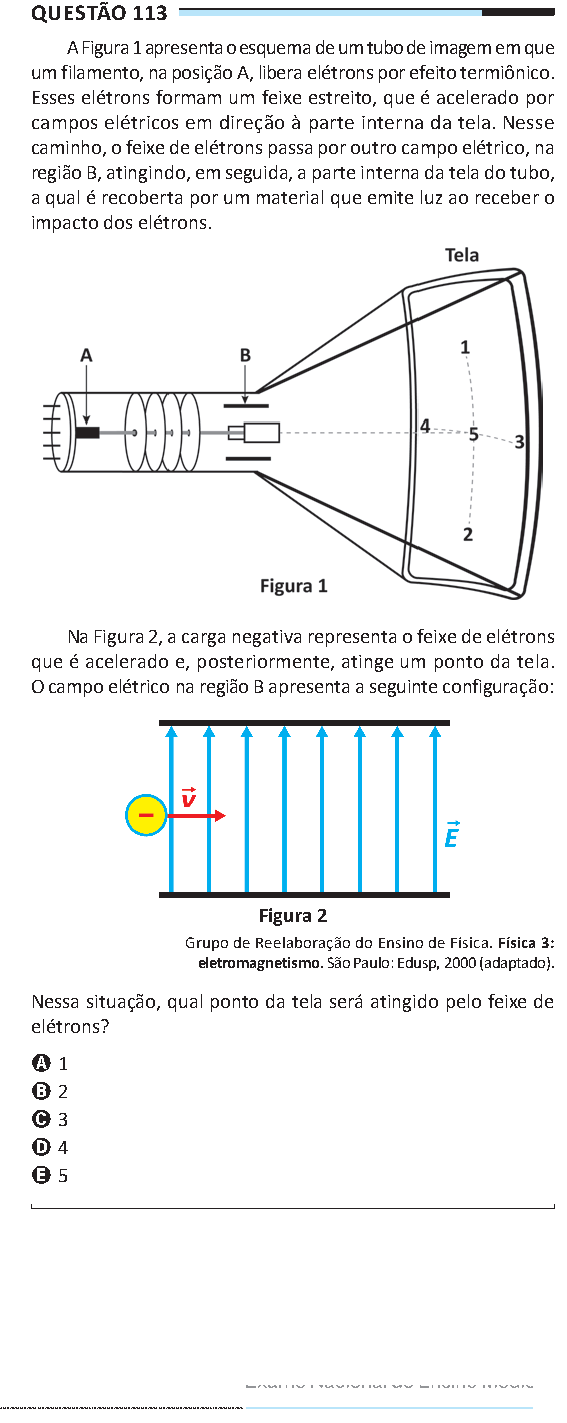 QUESTÃO 113
A Figura 1 apresenta o esquema de um tubo de imagem em que
um filamento, na posição A, libera elétrons por efeito termiônico.
Esses elétrons formam um feixe estreito, que é acelerado por
campos elétricos em direção à parte interna da tela. Nesse
caminho, o feixe de elétrons passa por outro campo elétrico, na
região B, atingindo, em seguida, a parte interna da tela do tubo,
a qual é recoberta por um material que emite luz ao receber o
impacto dos elétrons.
Tela
A
B
1
4
5
3
2
Figura 1
Na Figura 2, a carga negativa representa o feixe de elétrons
que é acelerado e, posteriormente, atinge um ponto da tela.
O campo elétrico na região B apresenta a seguinte configuração:
v
–
E
Figura 2
Grupo de Reelaboração do Ensino de Física. Física 3:
eletromagnetismo. São Paulo: Edusp, 2000 (adaptado).
Nessa situação, qual ponto da tela será atingido pelo feixe de
elétrons?
A 1
B 2
C 3
D 4
E 5